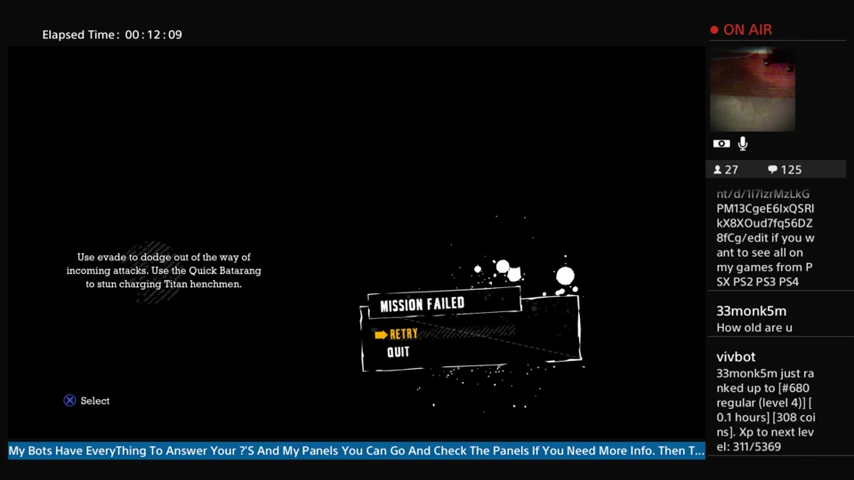 Elapsed Time: 00:12:09
ON AIR
27 125
PM13CgeE6IxQSRI
kX8XOud7fq56DZ
8fCg/edit if you w
ant to see all on
my games from P
SX PS2 PS3 PS4
33monk5m
How old are u
vivbot
33monk5m just ra
nked up to [#680
regular (level 4)] [
0.1 hours] [308 coi
ns]. Xp to next lev
el: 311/5369
Use evade to dodge out of the way of
incoming attacks. Use the Quick Batarang
to stun charging Titan henchmen.
MISSION FAILED
RETRY
QUIT
Select
My Bots Have EveryThing To Answer Your ?'S And My Panels You Can Go And Check The Panels If You Need More Info. Then T...